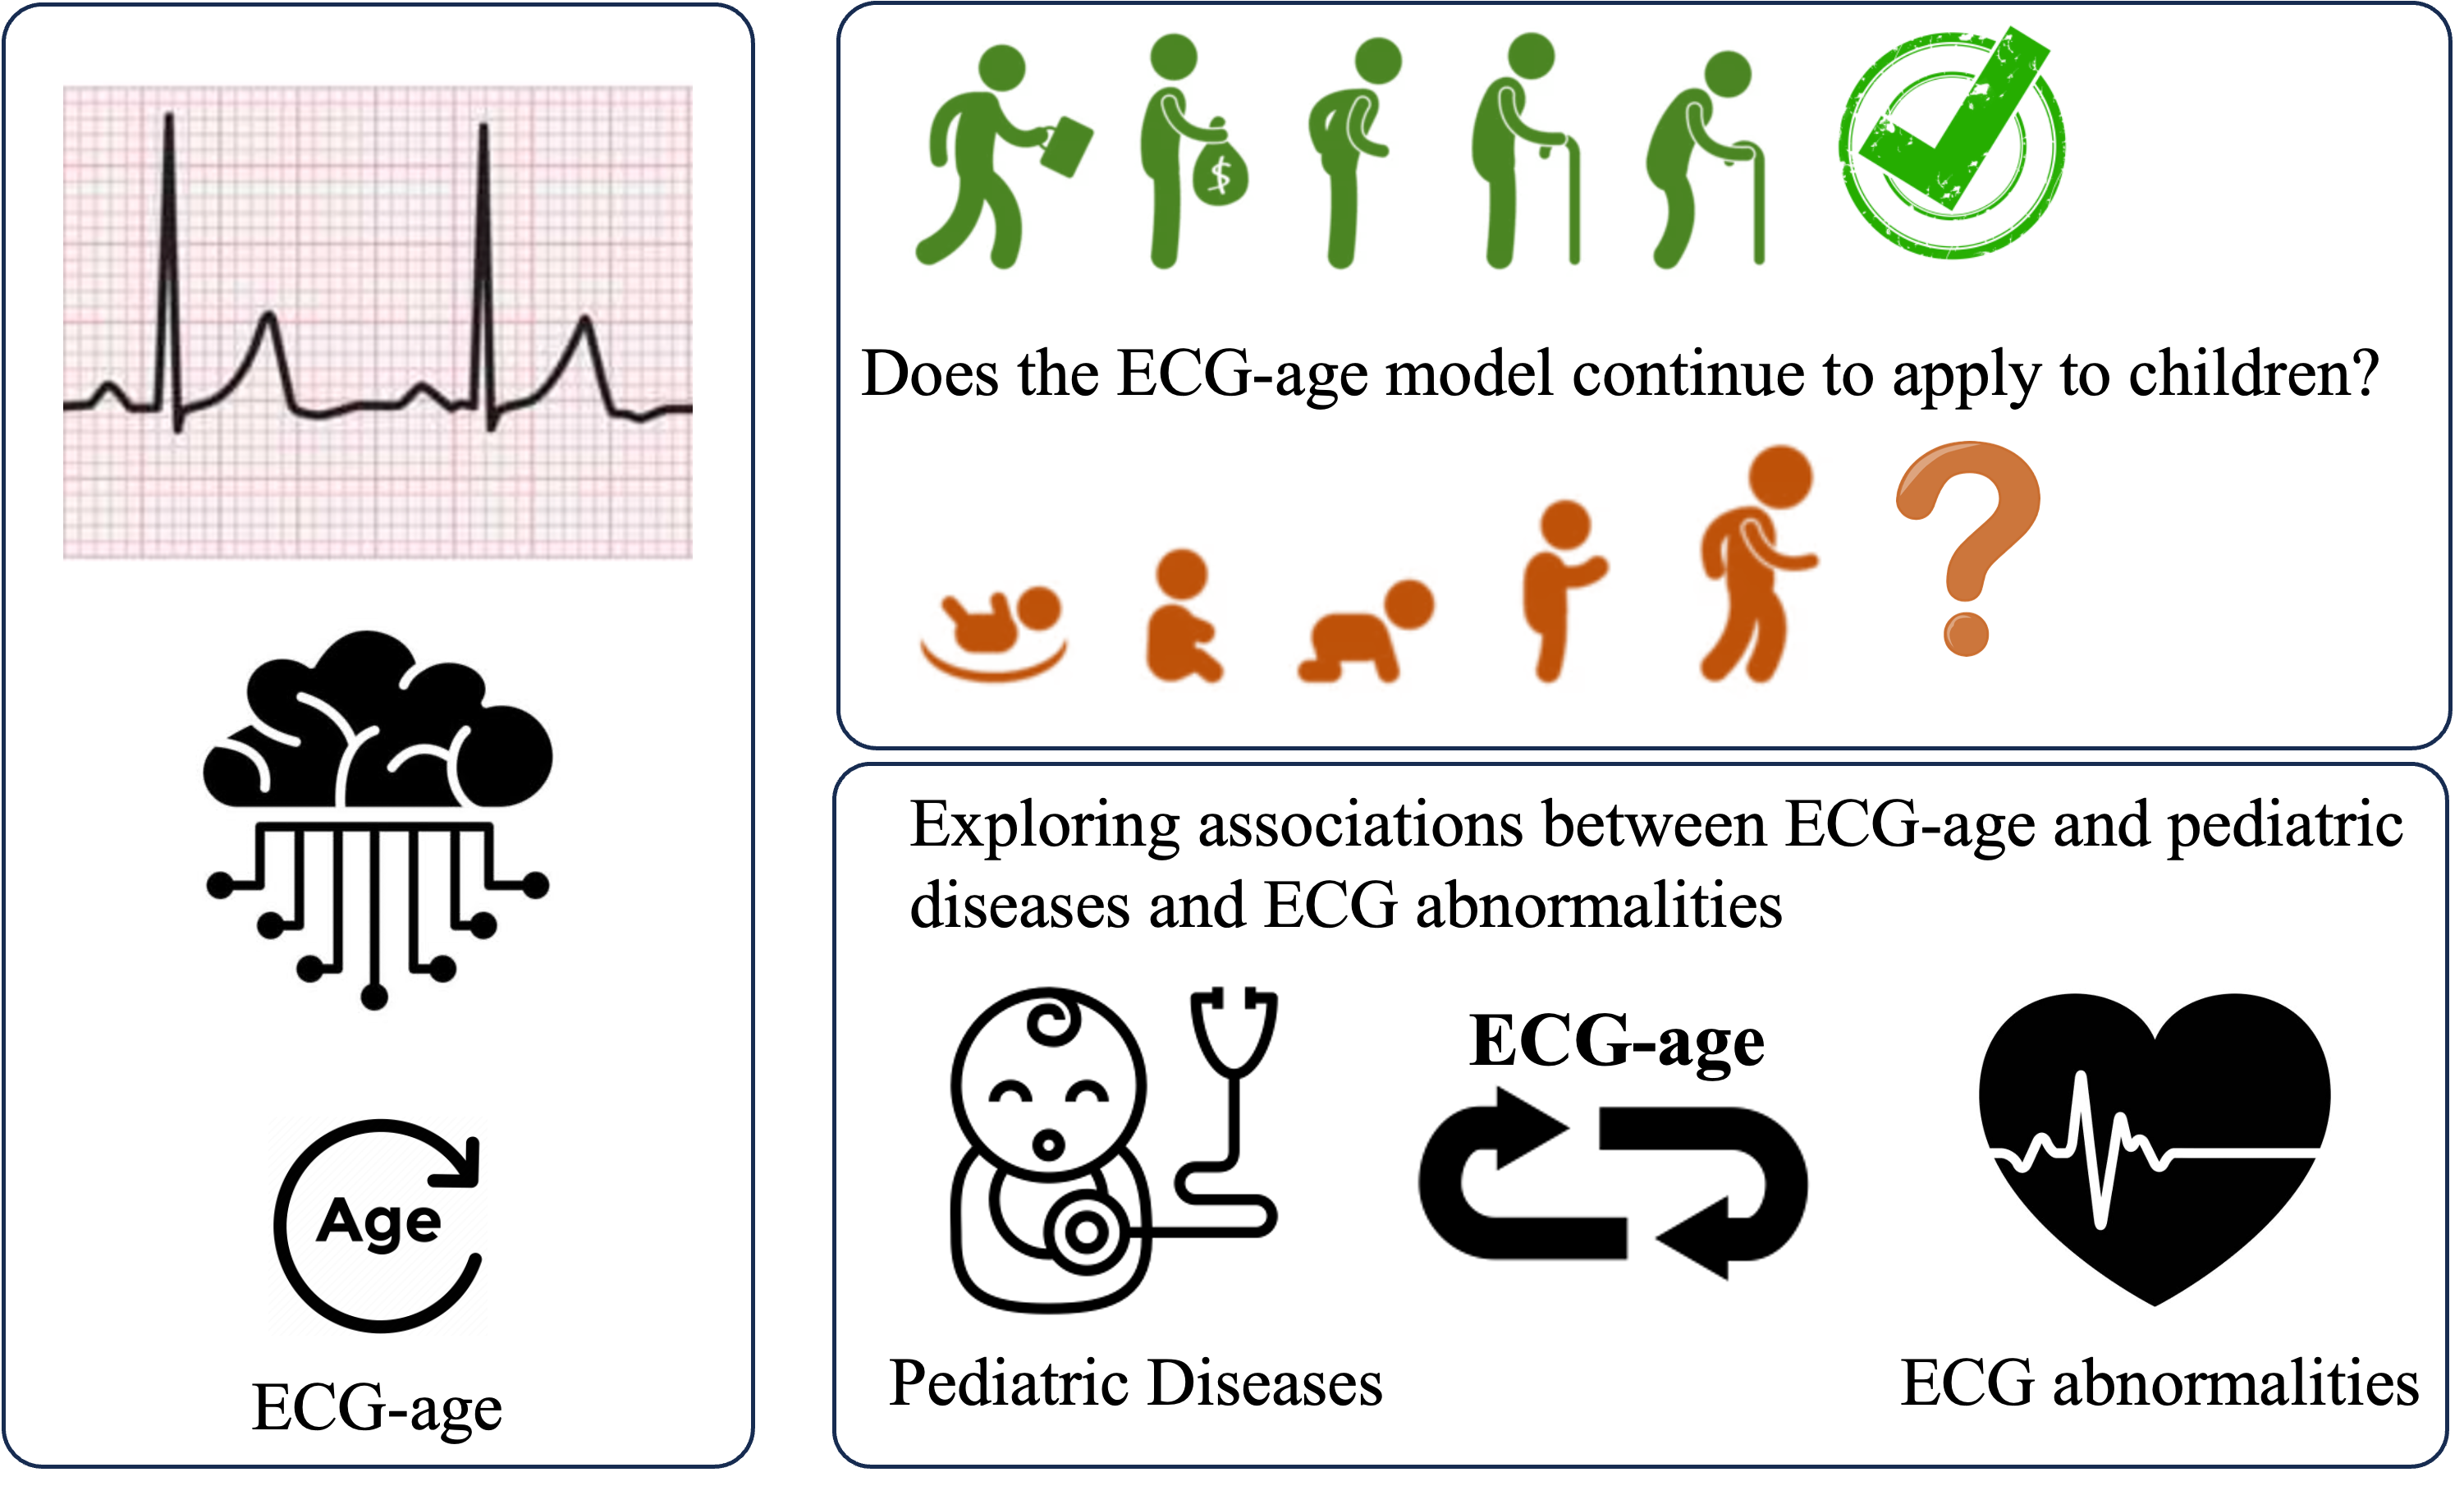 Age
ECG-age
$
Does the ECG-age model continue to apply to children?
?
Exploring associations between ECG-age and pediatric
diseases and ECG abnormalities
ECG-age
Pediatric Diseases
ECG abnormalities